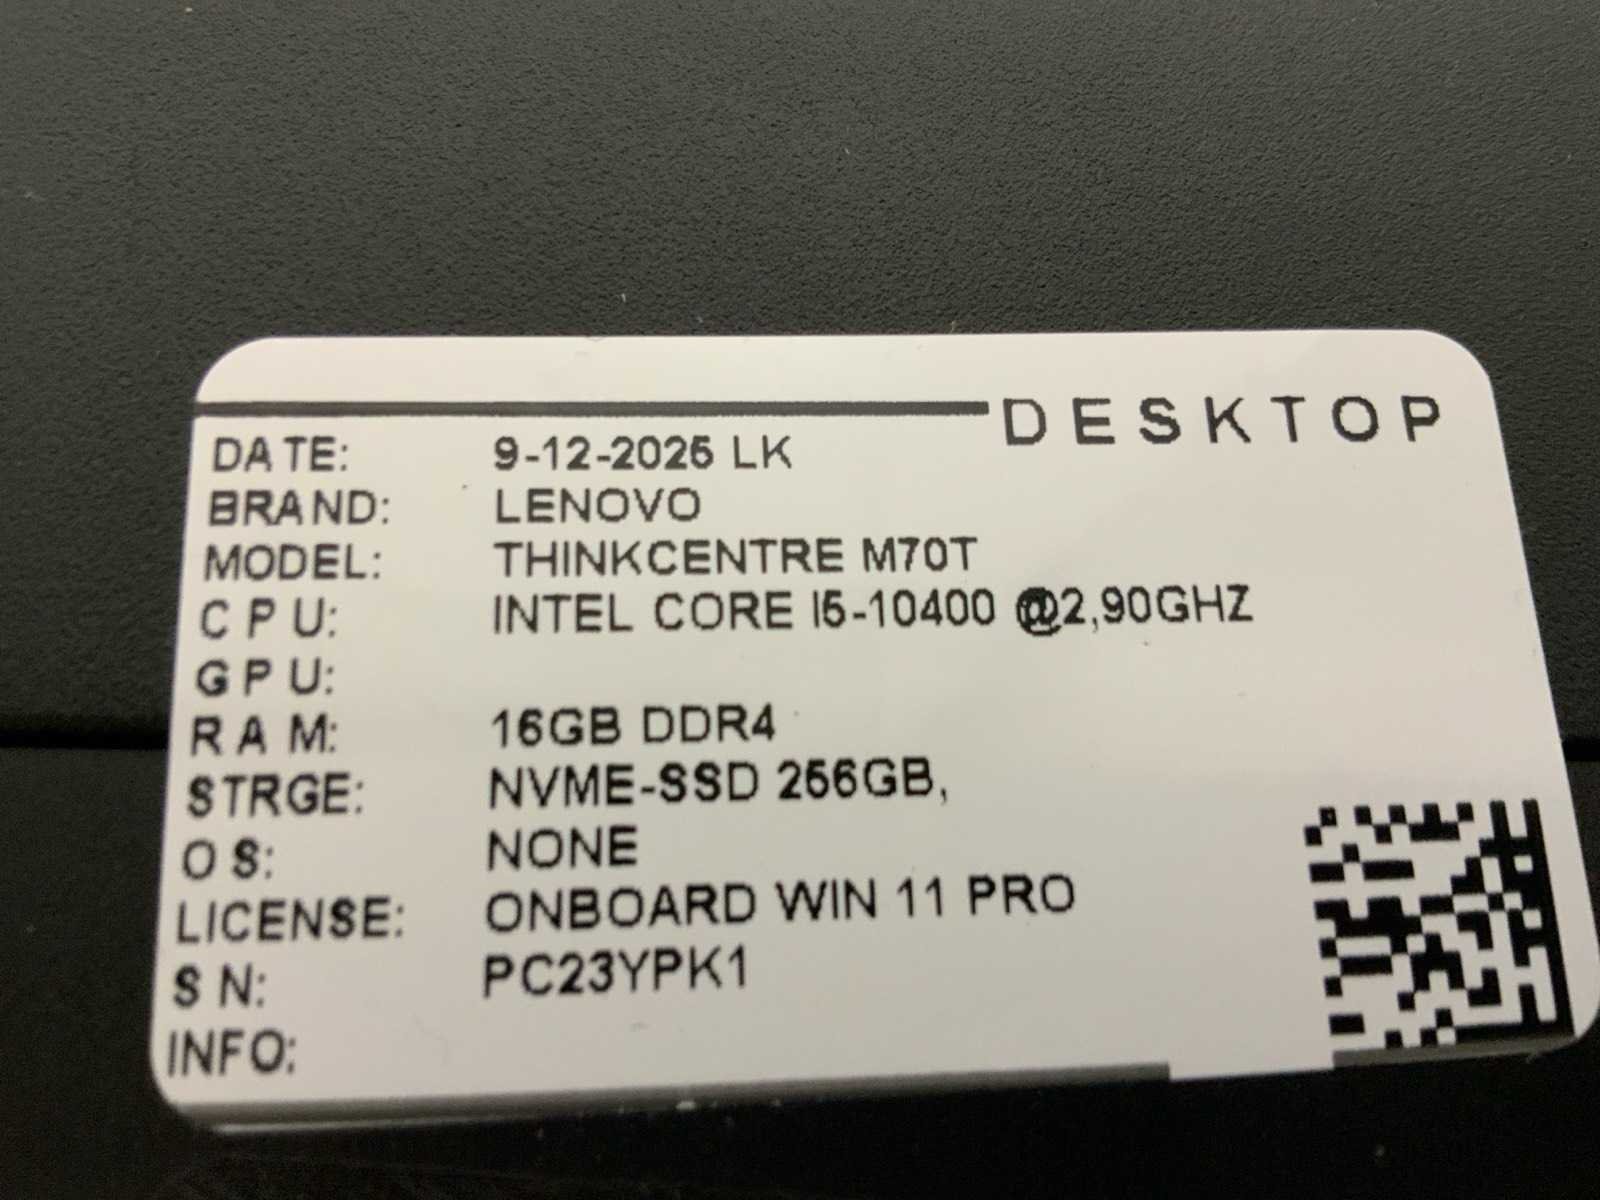 DESKTOP
DATE: 9-12-2025 LK
BRAND: LENOVO
MODEL: THINKCENTRE M70T
CPU: INTEL CORE I5-10400 @2,90GHZ
GPU:
RAM: 16GB DDR4
STRGE: NVME-SSD 256GB,
OS: NONE
LICENSE: ONBOARD WIN 11 PRO
SN: PC23YPK1
INFO: